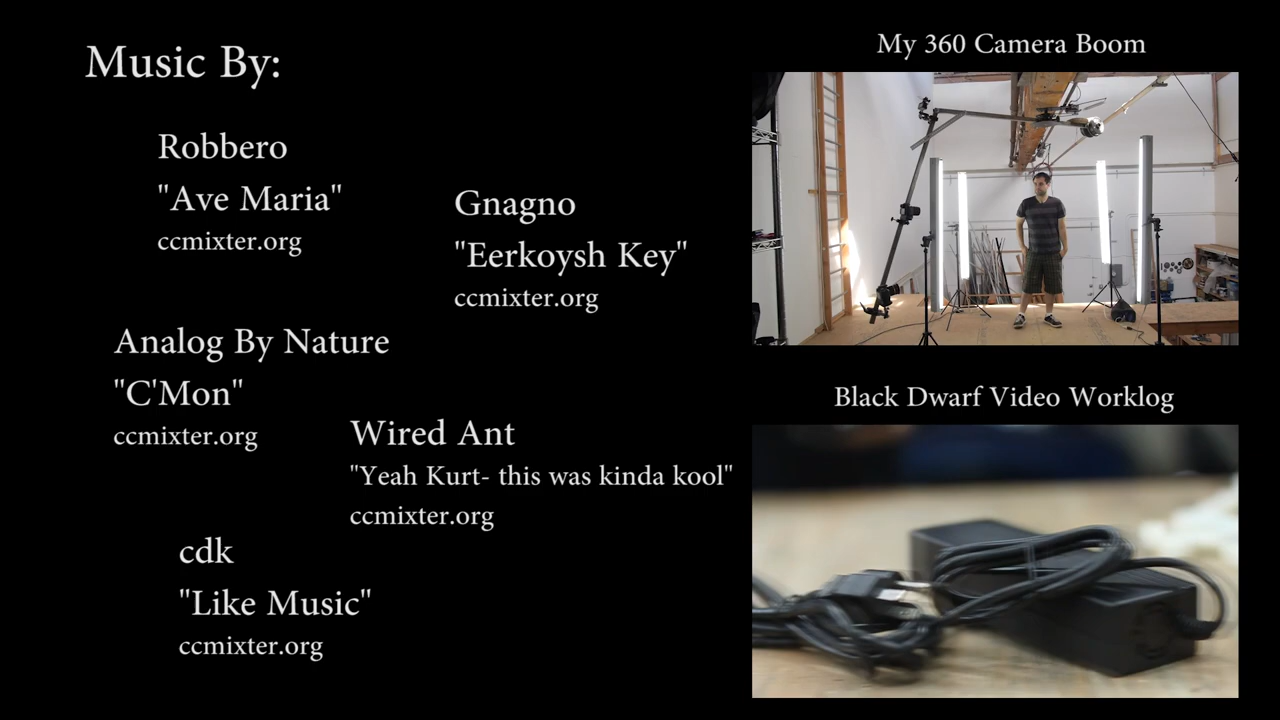 Music By:
Robbero
"Ave Maria"
ccmixter.org
Gnagno
"Eerkoysh Key"
ccmixter.org
Analog By Nature
"C'Mon"
ccmixter.org
Wired Ant
"Yeah Kurt- this was kinda kool"
ccmixter.org
cdk
"Like Music"
ccmixter.org
My 360 Camera Boom
Black Dwarf Video Worklog